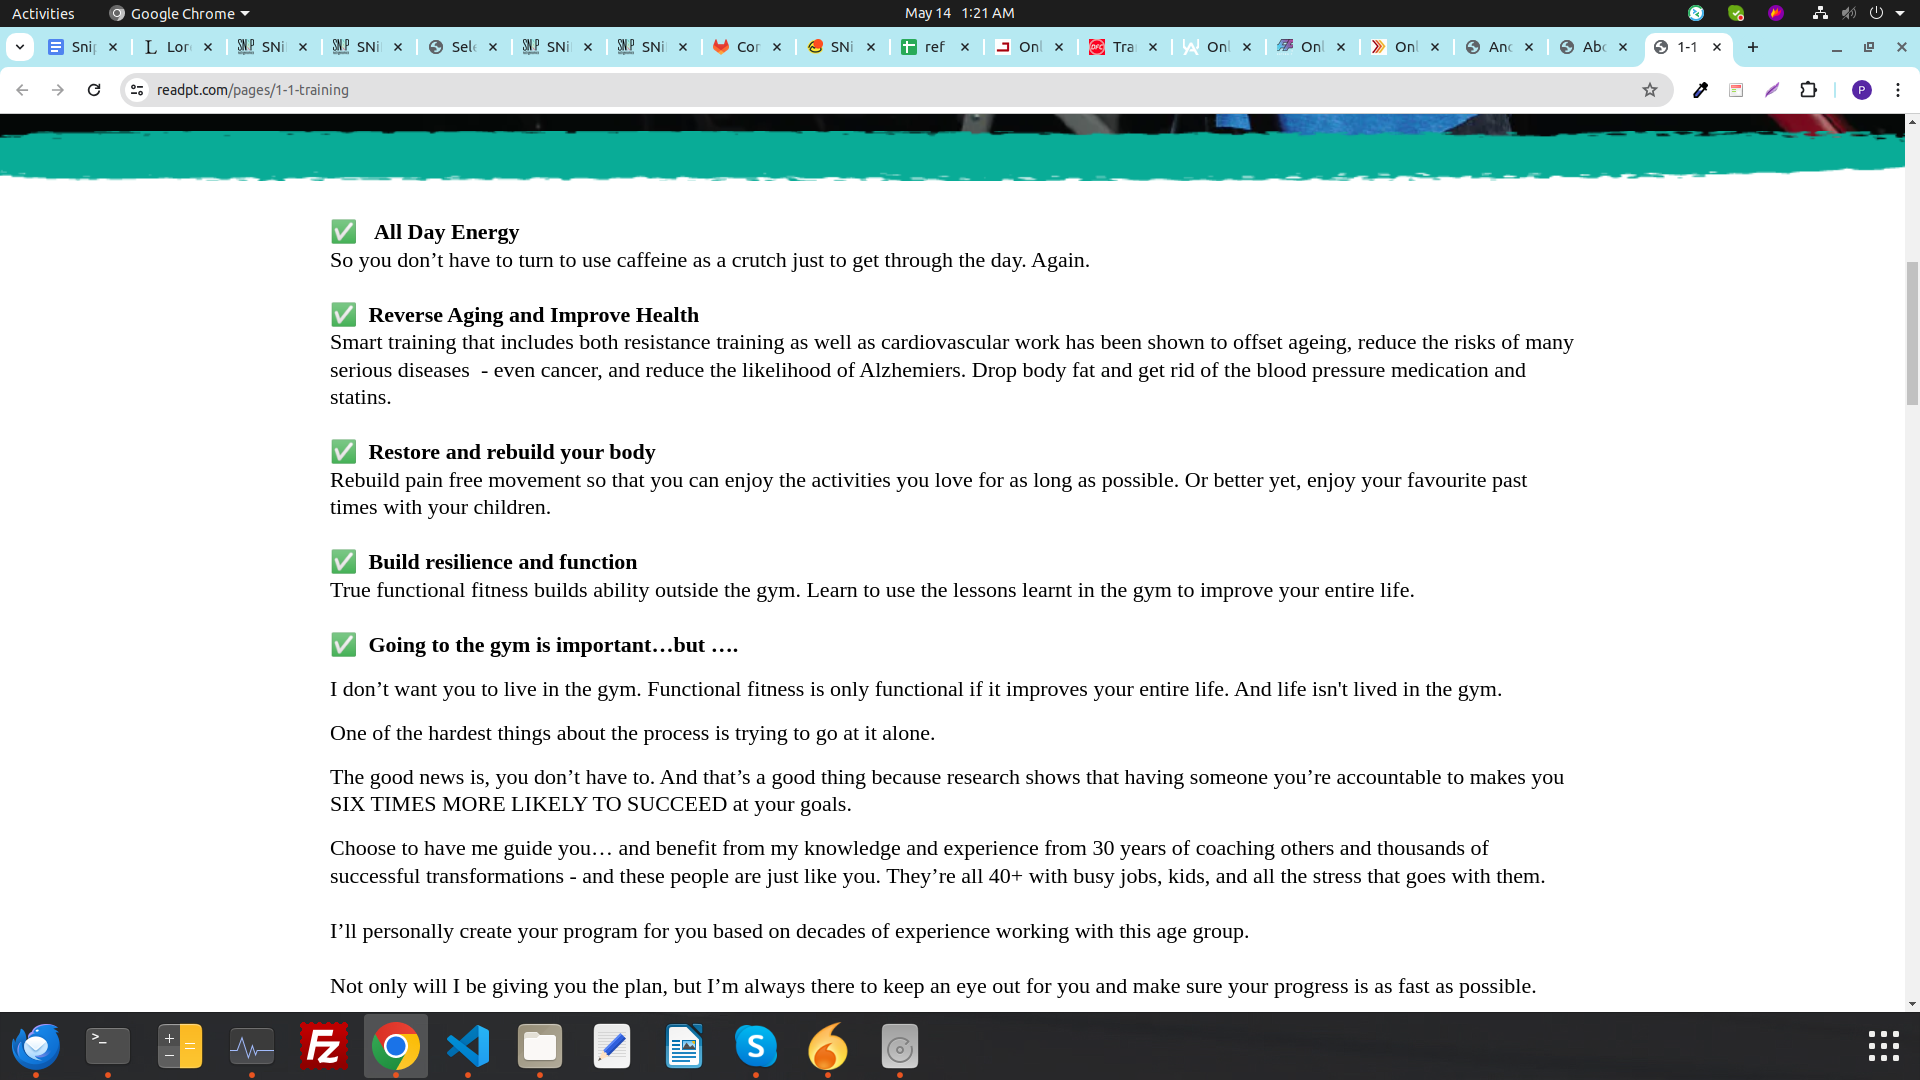 Activities
Google Chrome
May 14 1:21 AM
Snip
Lor
SNi
SNi
Sele
SNi
SNi
Cor
SNi
ref
Onl
Trai
Onl
Onl
Onl
Anc
Abo
1-1
readpt.com/pages/1-1-training
P
✅ All Day Energy
So you don’t have to turn to use caffeine as a crutch just to get through the day. Again.
✅ Reverse Aging and Improve Health
Smart training that includes both resistance training as well as cardiovascular work has been shown to offset ageing, reduce the risks of many
serious diseases  - even cancer, and reduce the likelihood of Alzhemiers. Drop body fat and get rid of the blood pressure medication and
statins.
✅ Restore and rebuild your body
Rebuild pain free movement so that you can enjoy the activities you love for as long as possible. Or better yet, enjoy your favourite past
times with your children.
✅ Build resilience and function
True functional fitness builds ability outside the gym. Learn to use the lessons learnt in the gym to improve your entire life.
✅ Going to the gym is important…but ….
I don’t want you to live in the gym. Functional fitness is only functional if it improves your entire life. And life isn't lived in the gym.
One of the hardest things about the process is trying to go at it alone.
The good news is, you don’t have to. And that’s a good thing because research shows that having someone you’re accountable to makes you
SIX TIMES MORE LIKELY TO SUCCEED at your goals.
Choose to have me guide you… and benefit from my knowledge and experience from 30 years of coaching others and thousands of
successful transformations - and these people are just like you. They’re all 40+ with busy jobs, kids, and all the stress that goes with them.
I’ll personally create your program for you based on decades of experience working with this age group.
Not only will I be giving you the plan, but I’m always there to keep an eye out for you and make sure your progress is as fast as possible.